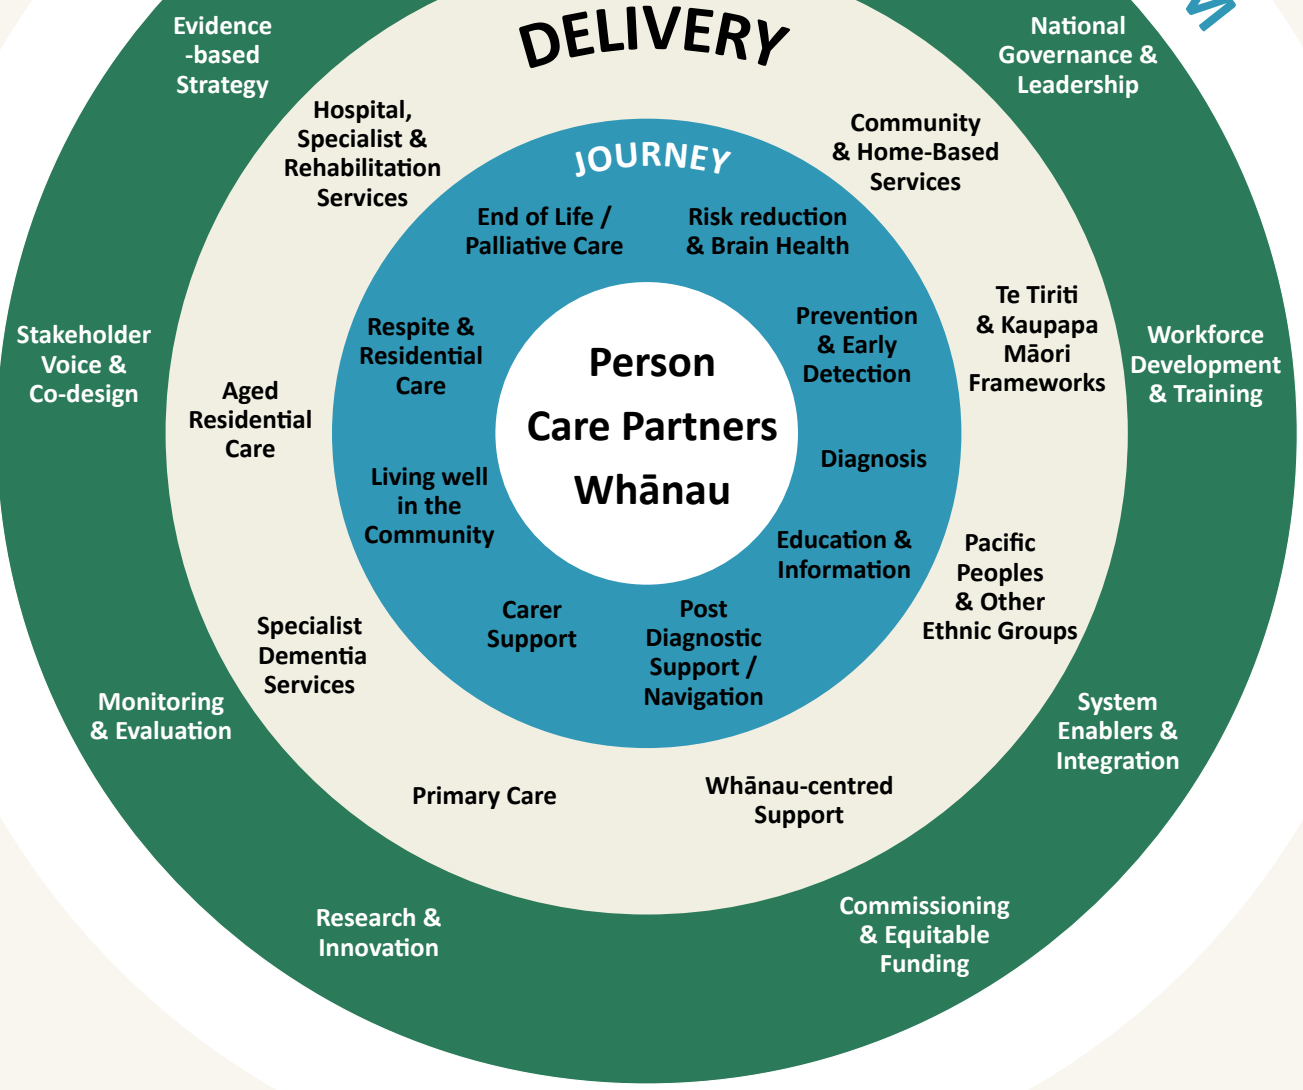 DELIVERY
Evidence
-based
Strategy
National
Governance &
Leadership
Workforce
Development
& Training
System
Enablers &
Integration
Commissioning
& Equitable
Funding
Research &
Innovation
Monitoring
& Evaluation
Stakeholder
Voice &
Co-design
Hospital,
Specialist &
Rehabilitation
Services
Community
& Home-Based
Services
Te Tiriti
& Kaupapa
Māori
Frameworks
Pacific
Peoples
& Other
Ethnic Groups
Whānau-centred
Support
Primary Care
Specialist
Dementia
Services
Aged
Residential
Care
JOURNEY
End of Life /
Palliative Care
Risk reduction
& Brain Health
Prevention
& Early
Detection
Diagnosis
Education &
Information
Post
Diagnostic
Support /
Navigation
Carer
Support
Living well
in the
Community
Respite &
Residential
Care
Person
Care Partners
Whānau